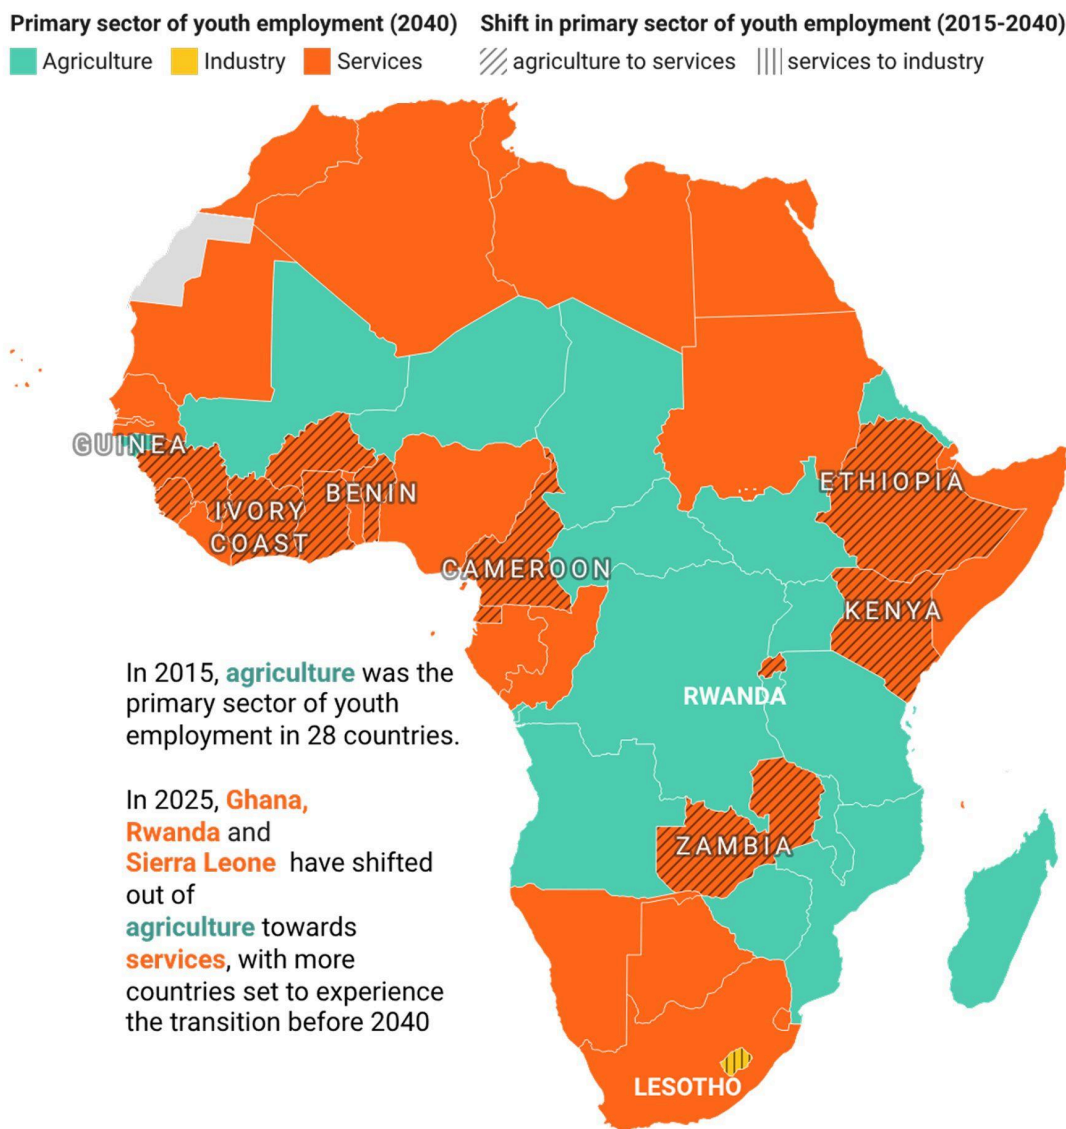 Primary sector of youth employment (2040)
Agriculture Industry Services
Shift in primary sector of youth employment (2015-2040)
agriculture to services services to industry
GUINEA
BENIN
IVORY
COAST
CAMEROON
ETHIOPIA
KENYA
RWANDA
ZAMBIA
LESOTHO
In 2015, agriculture was the
primary sector of youth
employment in 28 countries.
In 2025, Ghana,
Rwanda and
Sierra Leone have shifted
out of
agriculture towards
services, with more
countries set to experience
the transition before 2040